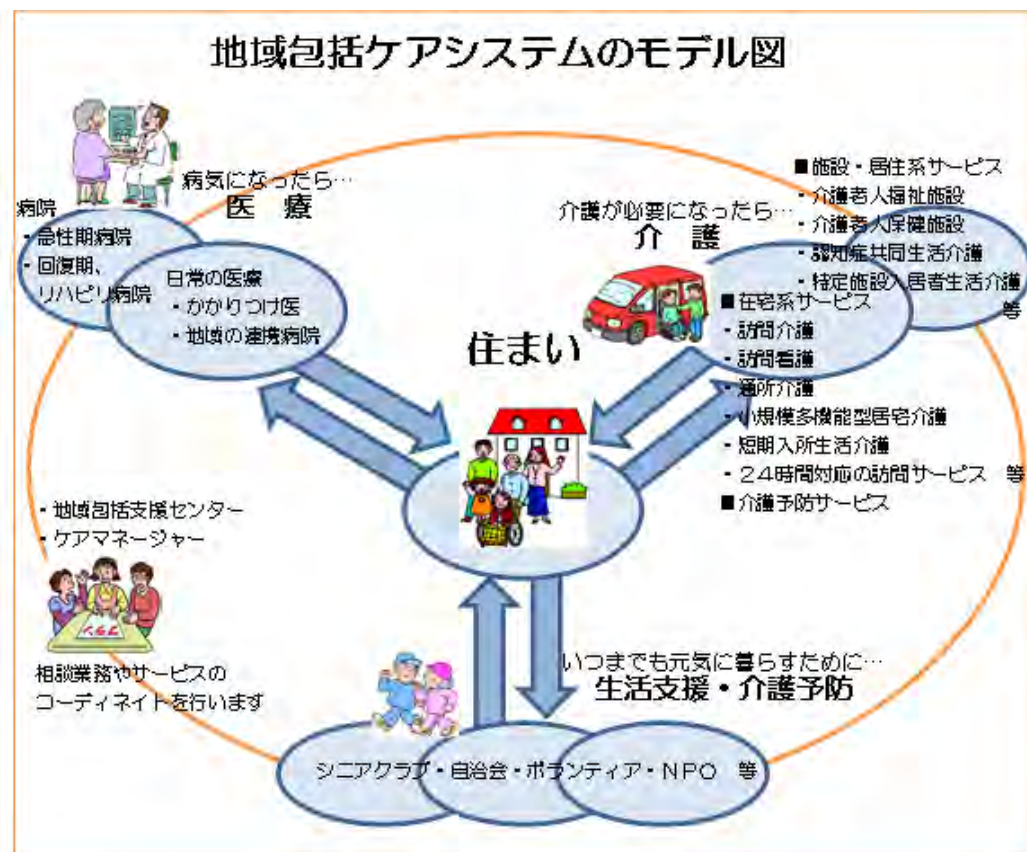 地域包括ケアシステムのモデル図
病気になったら…
医 療
病院
・急性期病院
・回復期、
リハビリ病院
日常の医療
・かかりつけ医
・地域の連携病院
介護が必要になったら…
介 護
■施設・居住系サービス
・介護老人福祉施設
・介護老人保健施設
・認知症共同生活介護
・特定施設入居者生活介護
等
■在宅系サービス
・訪問介護
・訪問看護
・通所介護
・小規模多機能型居宅介護
・短期入所生活介護
・24時間対応の訪問サービス 等
■介護予防サービス
住まい
・地域包括支援センター
・ケアマネージャー
プラン
相談業務やサービスの
コーディネイトを行います
いつまでも元気に暮らすために…
生活支援・介護予防
シニアクラブ・自治会・ボランティア・NPO 等